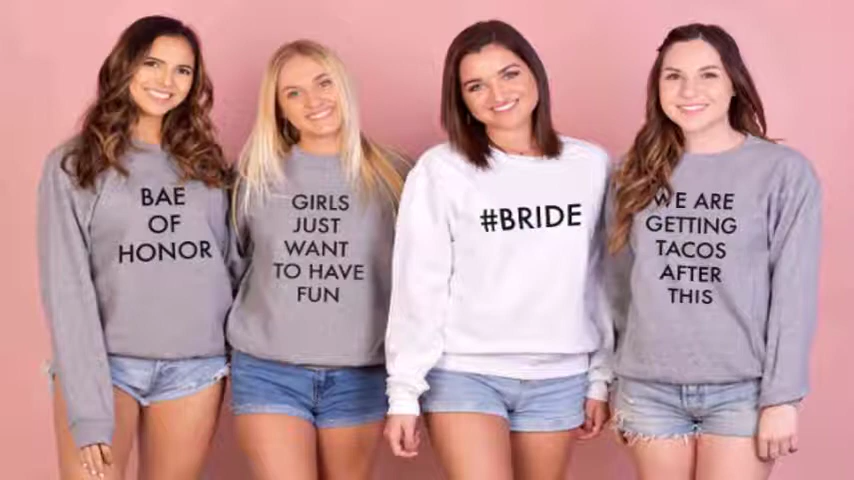 BAE
OF
HONOR
GIRLS
JUST
WANT
TO HAVE
FUN
#BRIDE
WE ARE
GETTING
TACOS
AFTER
THIS